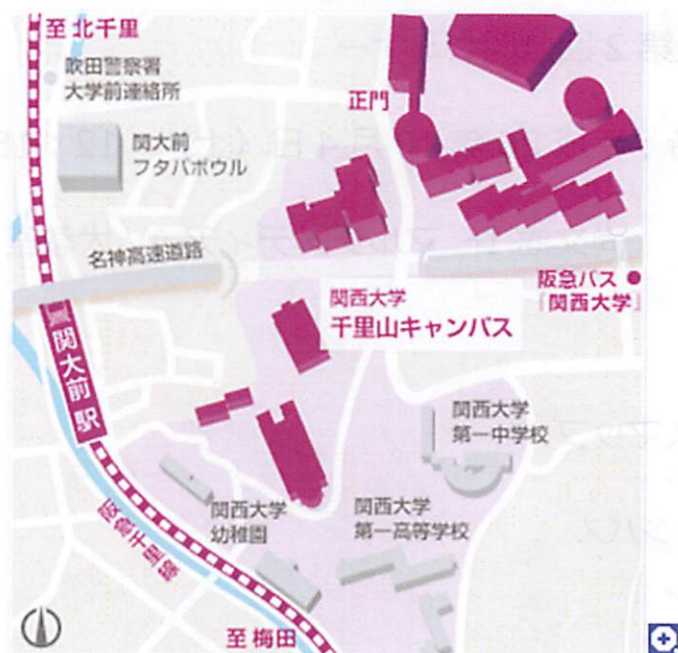 至 北千里
吹田警察署
大学前連絡所
正門
関大前
フタバボウル
名神高速道路
阪急バス
『関西大学』
関西大学
千里山キャンパス
関大前駅
関西大学
第一中学校
関西大学
幼稚園
関西大学
第一高等学校
阪急千里線
至 梅田